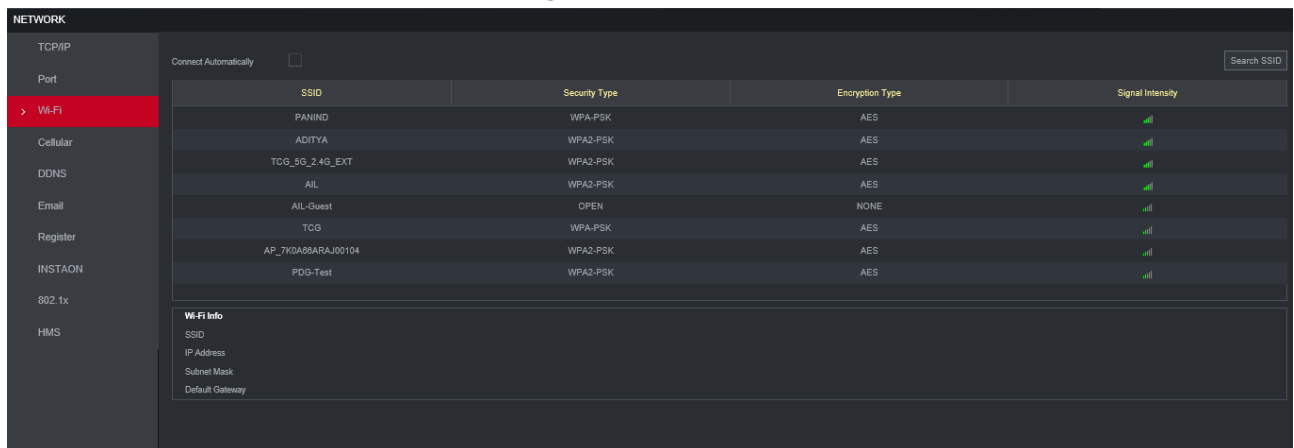 NETWORK
TCP/IP
Port
Wi-Fi
Cellular
DDNS
Email
Register
INSTAON
802.1x
HMS
Connect Automatically Search SSID
SSID Security Type Encryption Type Signal Intensity
PANIND WPA-PSK AES
ADITYA WPA2-PSK AES
TCG_5G_2.4G_EXT WPA2-PSK AES
AIL WPA2-PSK AES
AIL-Guest OPEN NONE
TCG WPA-PSK AES
AP_7K0A66ARAJ00104 WPA2-PSK AES
PDG-Test WPA2-PSK AES
Wi-Fi Info
SSID
IP Address
Subnet Mask
Default Gateway